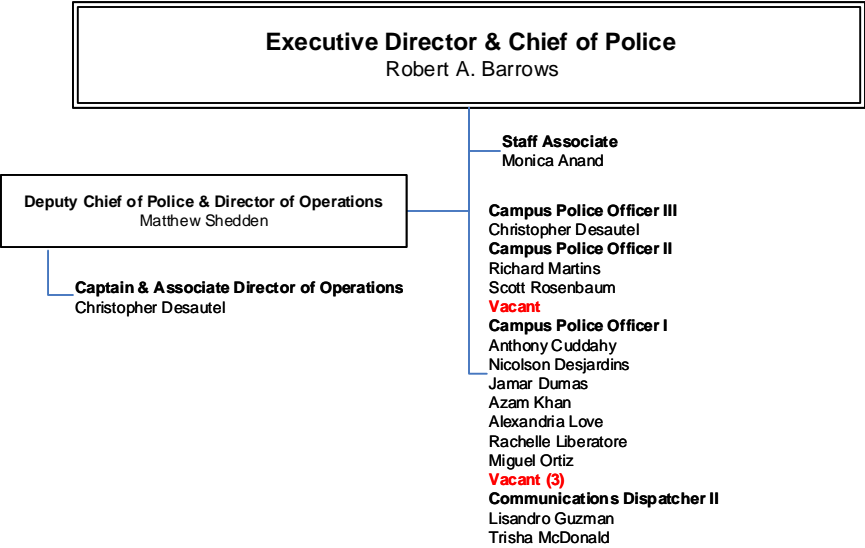 Executive Director & Chief of Police
Robert A. Barrows
Staff Associate
Monica Anand
Deputy Chief of Police & Director of Operations
Matthew Shedden
Captain & Associate Director of Operations
Christopher Desautel
Campus Police Officer III
Christopher Desautel
Campus Police Officer II
Richard Martins
Scott Rosenbaum
Vacant
Campus Police Officer I
Anthony Cuddahy
Nicolson Desjardins
Jamar Dumas
Azam Khan
Alexandria Love
Rachelle Liberatore
Miguel Ortiz
Vacant (3)
Communications Dispatcher II
Lisandro Guzman
Trisha McDonald